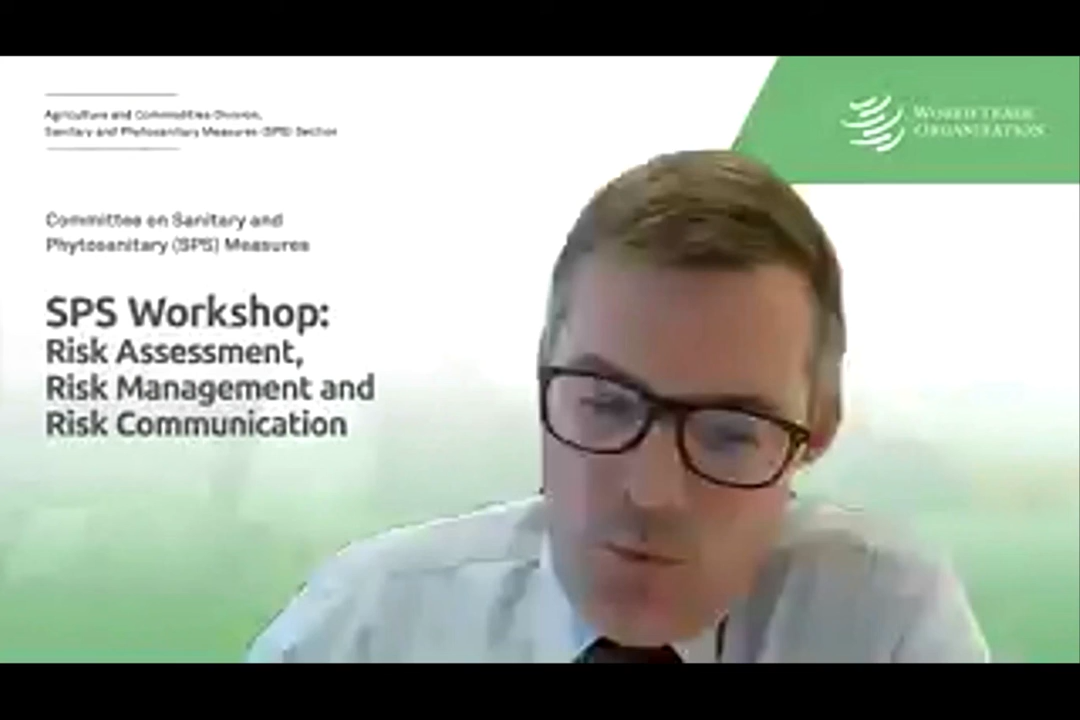 Agriculture and Commodities Division,
Sanitary and Phytosanitary Measures (SPS) Section
Committee on Sanitary and
Phytosanitary (SPS) Measures
SPS Workshop:
Risk Assessment,
Risk Management and
Risk Communication
WORLD TRADE
ORGANIZATION